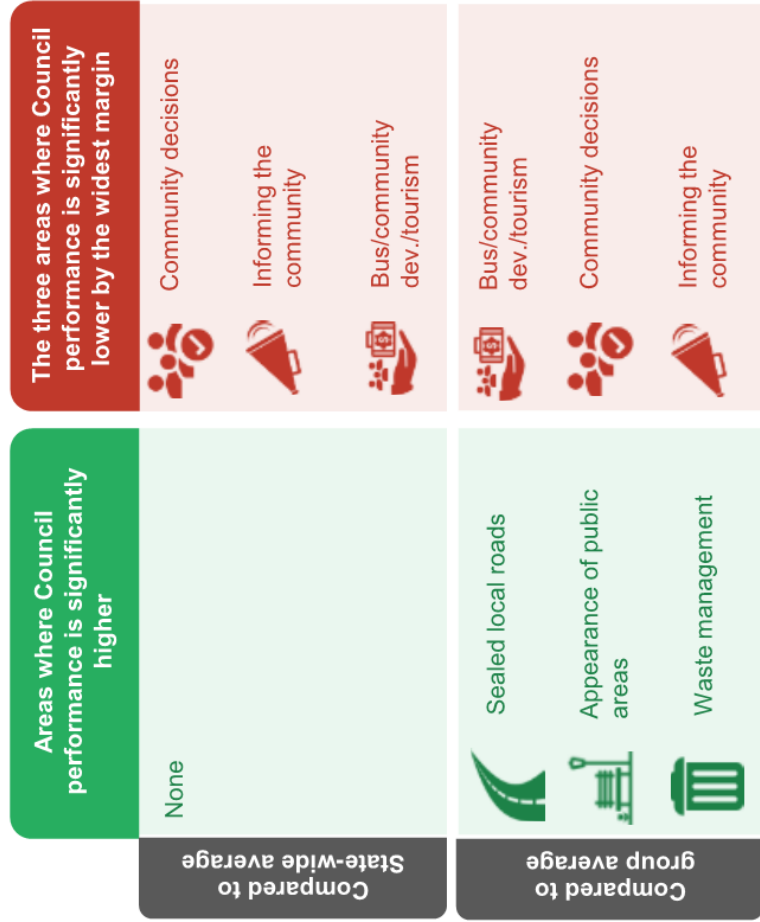 Areas where Council
performance is significantly
higher
The three areas where Council
performance is significantly
lower by the widest margin
Compared to
State-wide average
None
Community decisions
Informing the
community
Bus/community
dev./tourism
Compared to
group average
Sealed local roads
Appearance of public
areas
Waste management
Bus/community
dev./tourism
Community decisions
Informing the
community